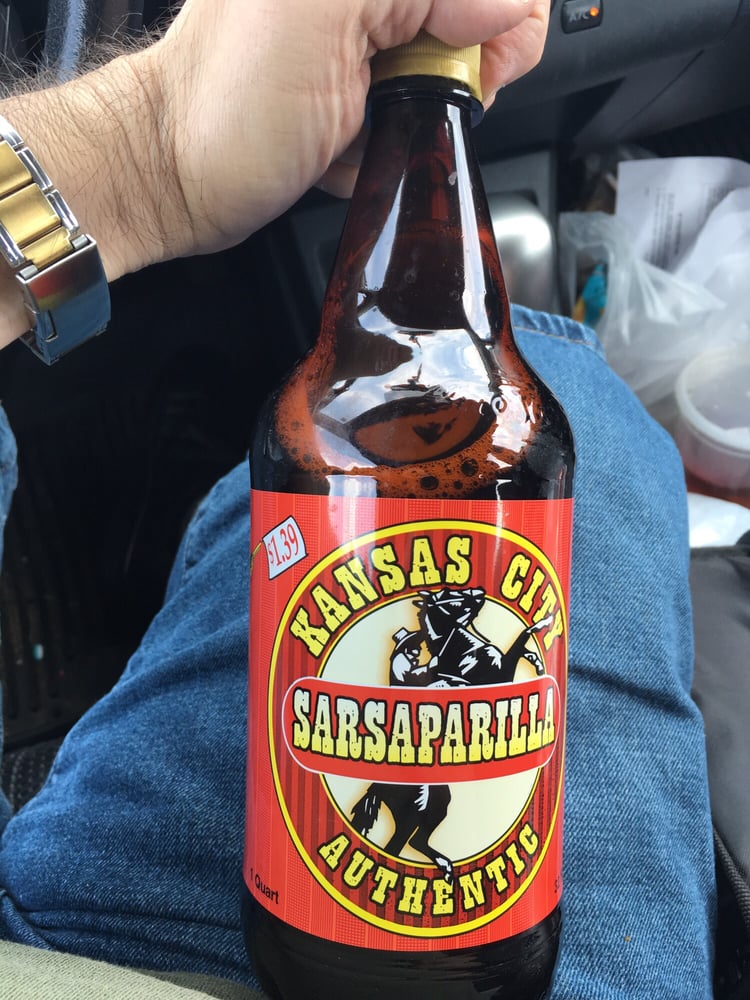 A/C
$1.39
KANSAS CITY
SARSAPARILLA
AUTHENTIC
1 Quart